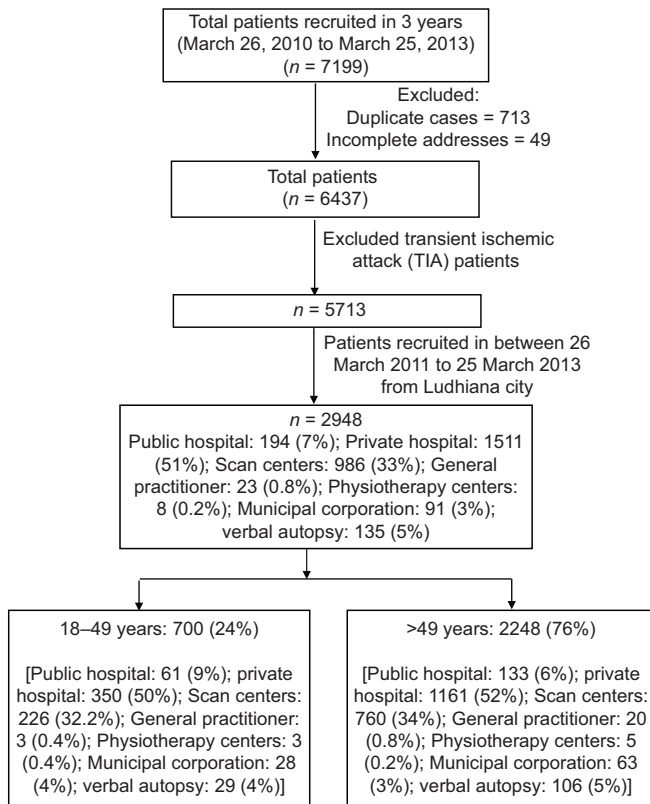 Total patients recruited in 3 years
(March 26, 2010 to March 25, 2013)
(n = 7199)
Excluded:
Duplicate cases = 713
Incomplete addresses = 49
Total patients
(n = 6437)
Excluded transient ischemic
attack (TIA) patients
n = 5713
Patients recruited in between 26
March 2011 to 25 March 2013
from Ludhiana city
n = 2948
Public hospital: 194 (7%); Private hospital: 1511
(51%); Scan centers: 986 (33%); General
practitioner: 23 (0.8%); Physiotherapy centers:
8 (0.2%); Municipal corporation: 91 (3%);
verbal autopsy: 135 (5%)
18–49 years: 700 (24%)
[Public hospital: 61 (9%); private
hospital: 350 (50%); Scan centers:
226 (32.2%); General practitioner:
3 (0.4%); Physiotherapy centers: 3
(0.4%); Municipal corporation: 28
(4%); verbal autopsy: 29 (4%)]
>49 years: 2248 (76%)
[Public hospital: 133 (6%); private
hospital: 1161 (52%); Scan centers:
760 (34%); General practitioner: 20
(0.8%); Physiotherapy centers: 5
(0.2%); Municipal corporation: 63
(3%); verbal autopsy: 106 (5%)]